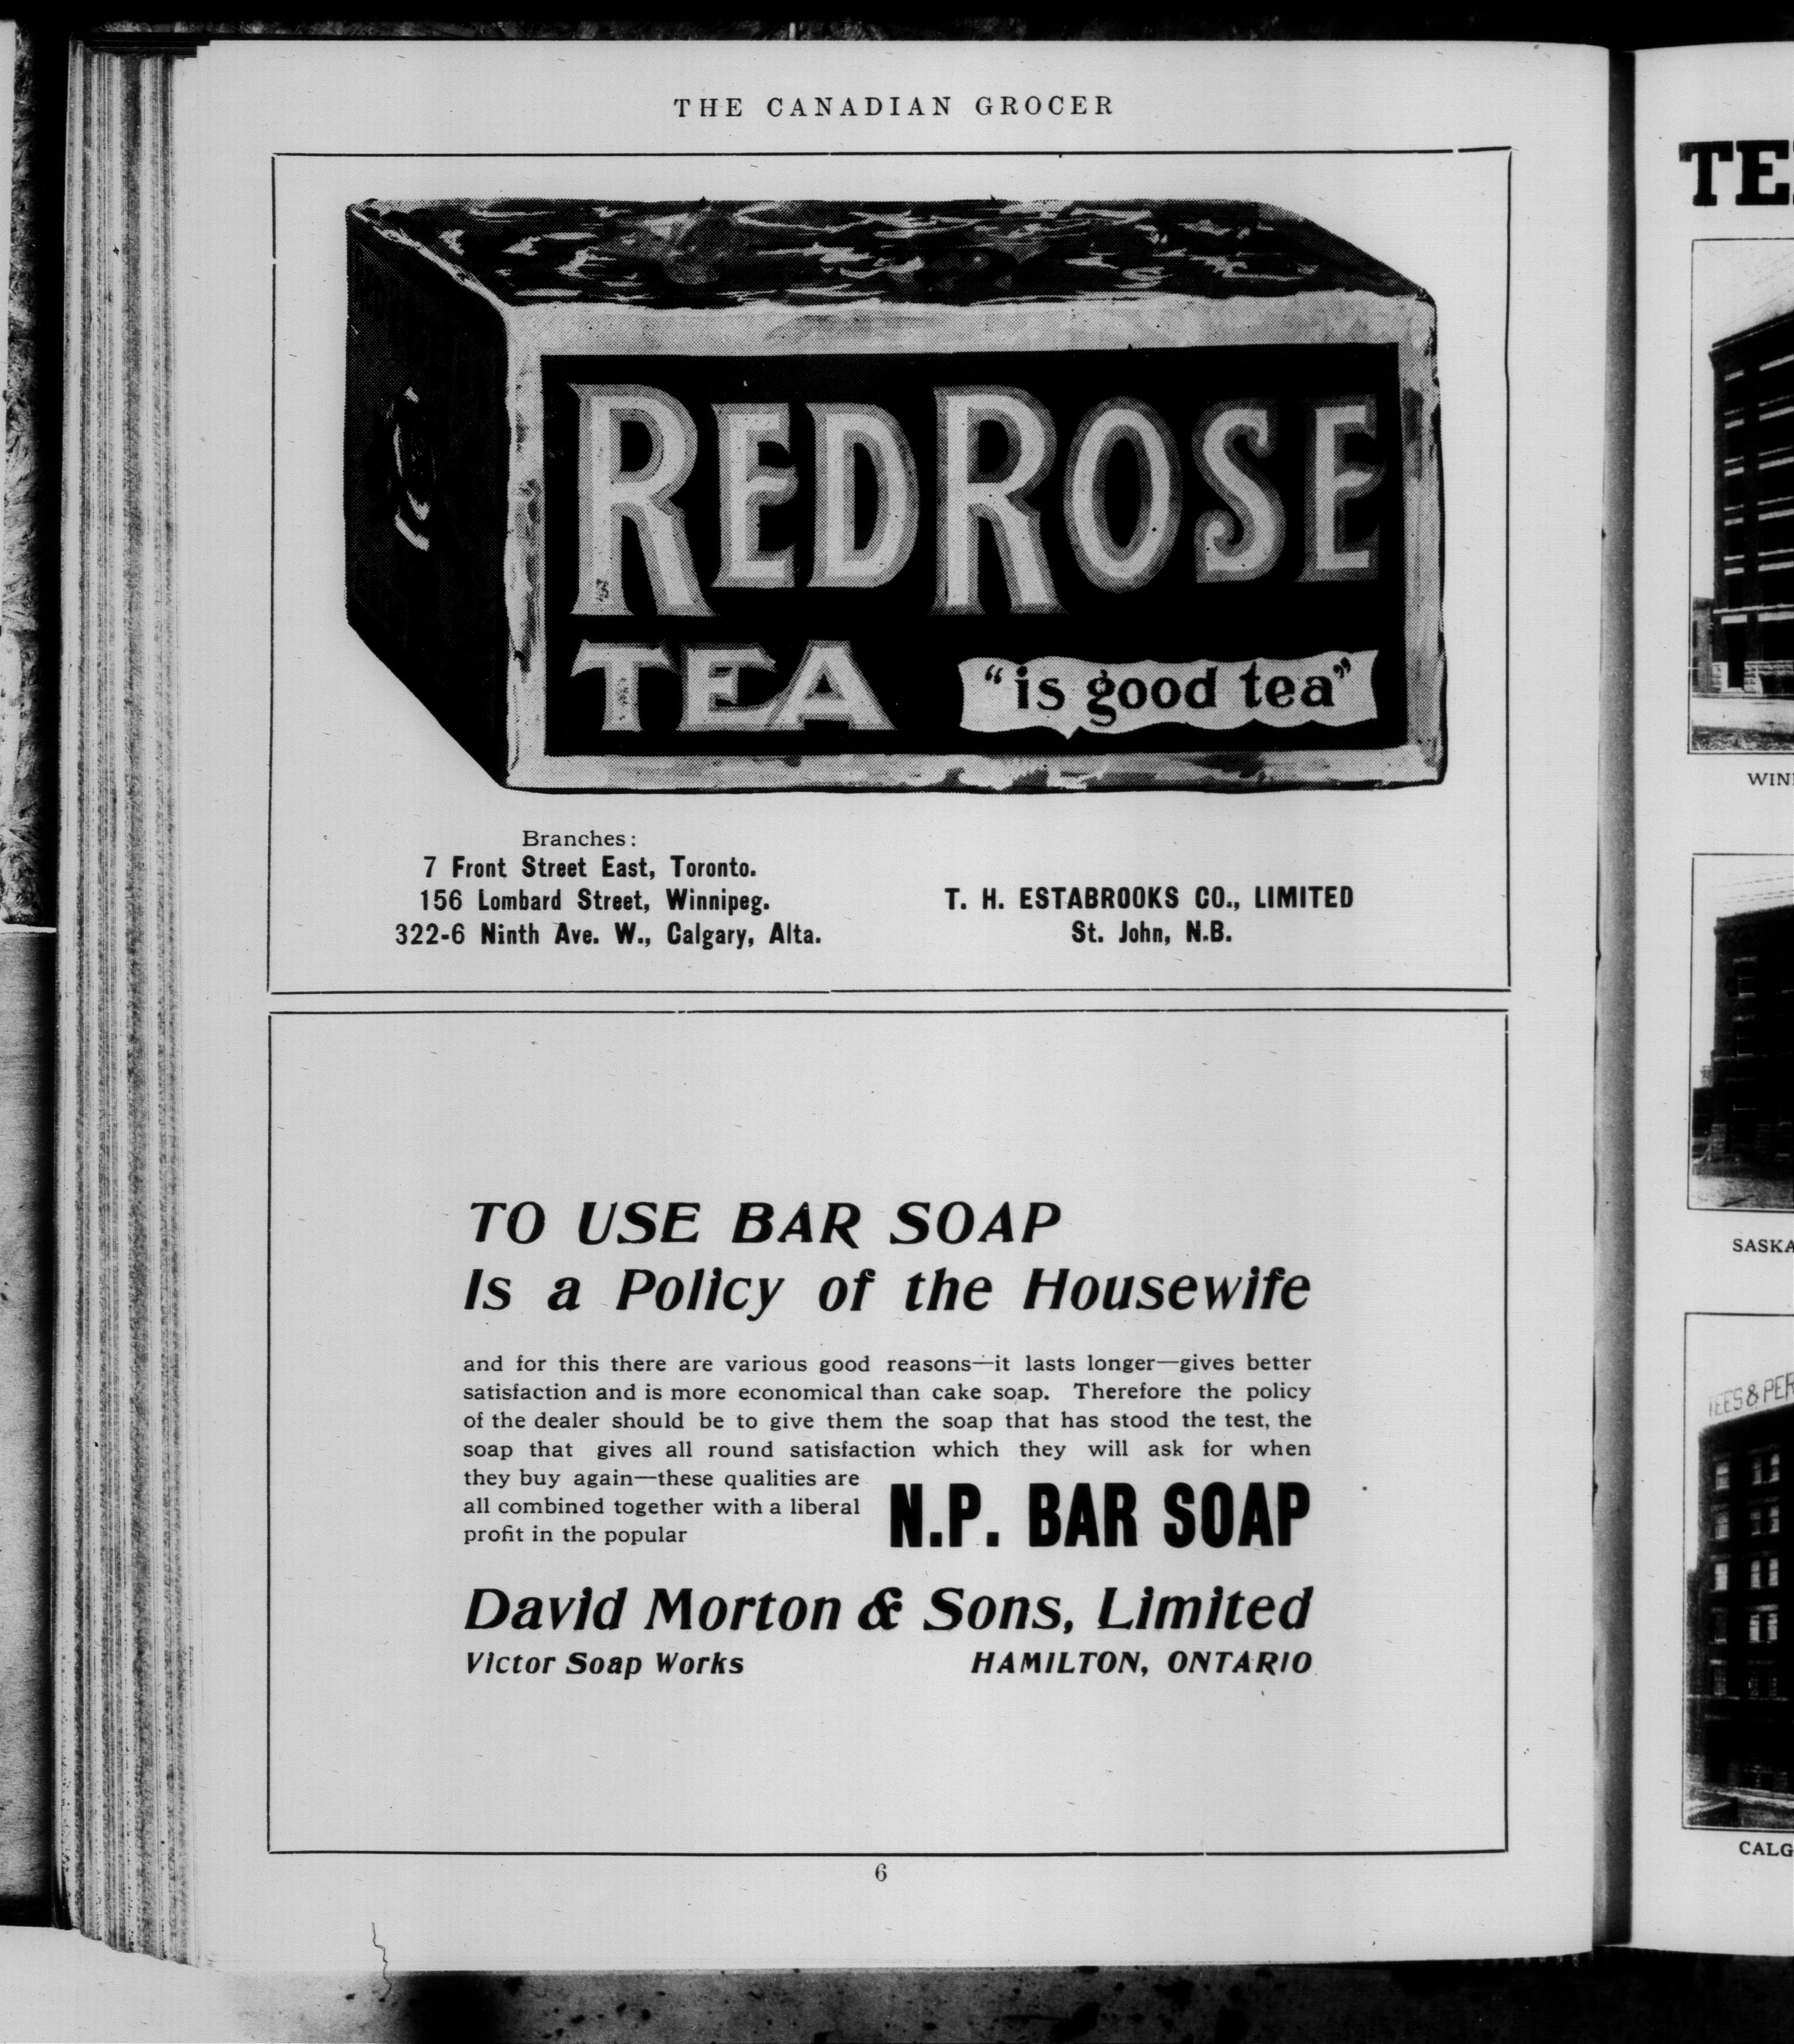 THE CANADIAN GROCER
REDROSE
TEA "is good tea"
Branches:
7 Front Street East, Toronto.
156 Lombard Street, Winnipeg.
322-6 Ninth Ave. W., Calgary, Alta.
T. H. ESTABROOKS CO., LIMITED
St. John, N.B.
TO USE BAR SOAP
Is a Policy of the Housewife
and for this there are various good reasons—it lasts longer—gives better
satisfaction and is more economical than cake soap. Therefore the policy
of the dealer should be to give them the soap that has stood the test, the
soap that gives all round satisfaction which they will ask for when
they buy again—these qualities are
all combined together with a liberal
profit in the popular
N.P. BAR SOAP
David Morton & Sons, Limited
Victor Soap Works HAMILTON, ONTARIO
6